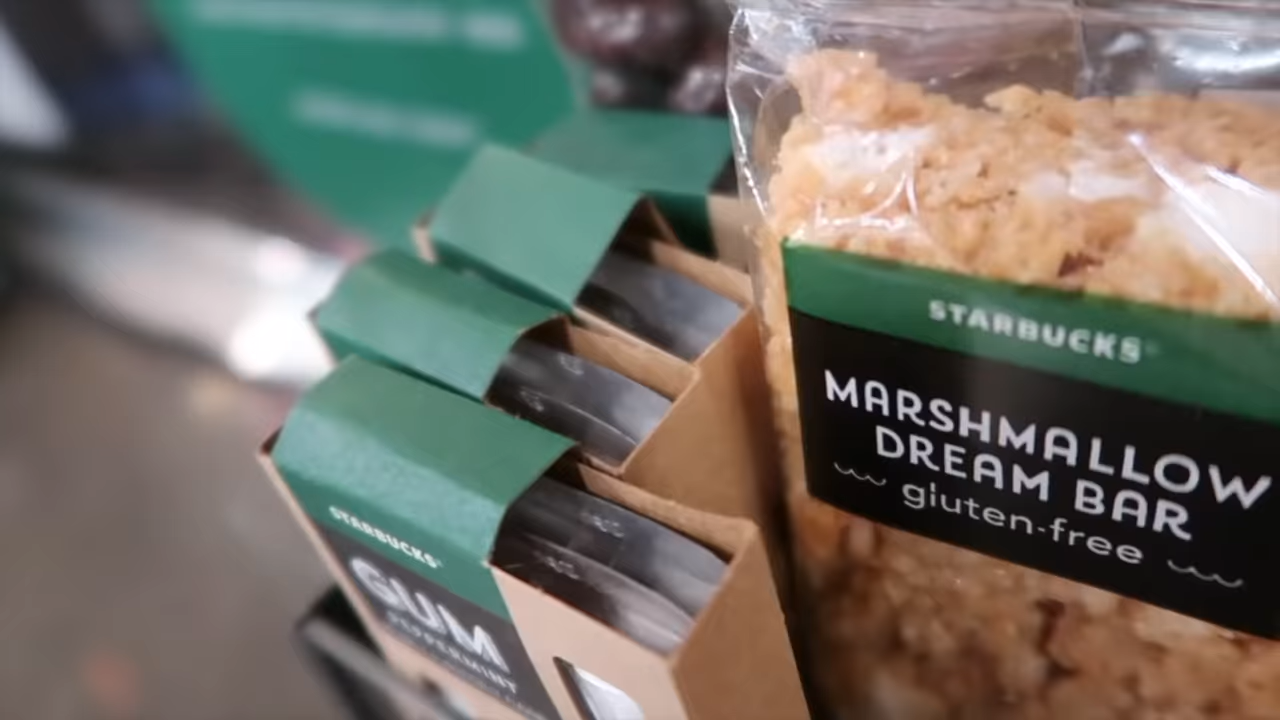 STARBUCKS
MARSHMALLOW
DREAM BAR
gluten-free
STARBUCKS
GUM
PEPPERMINT